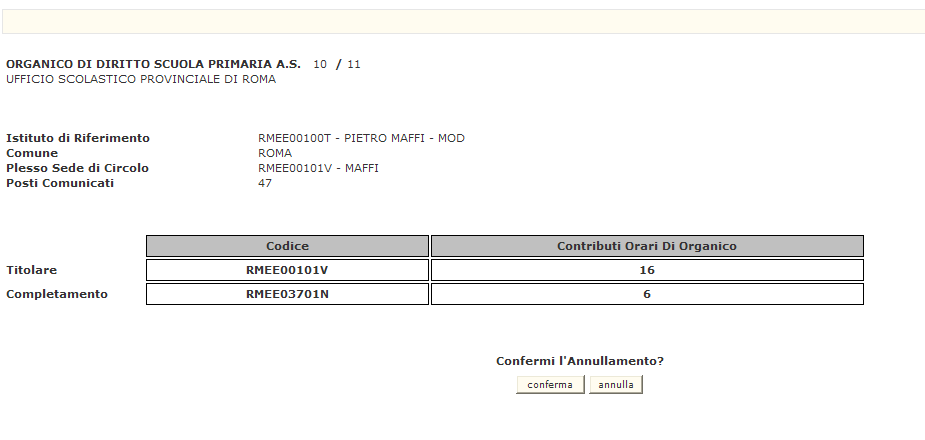 ORGANICO DI DIRITTO SCUOLA PRIMARIA A.S. 10 / 11
UFFICIO SCOLASTICO PROVINCIALE DI ROMA
Istituto di Riferimento RMEE00100T - PIETRO MAFFI - MOD
Comune ROMA
Plesso Sede di Circolo RMEE00101V - MAFFI
Posti Comunicati 47
Codice Contributi Orari Di Organico
Titolare RMEE00101V 16
Completamento RMEE03701N 6
Confermi l'Annullamento?
conferma annulla